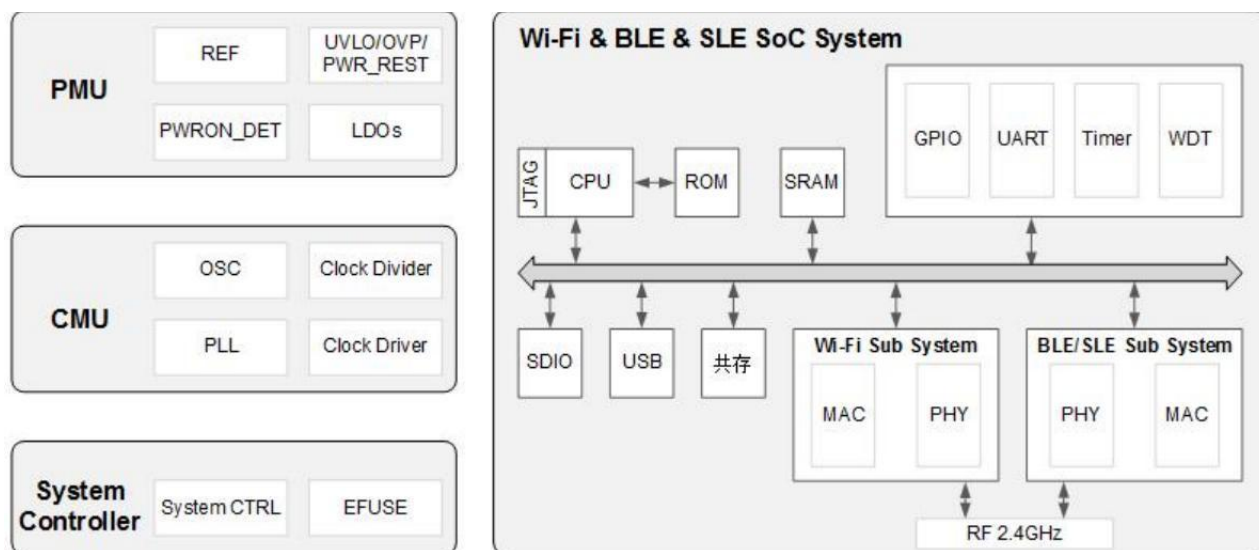 PMU
REF
UVLO/OVP/
PWR_REST
PWRON_DET
LDOs
CMU
OSC
Clock Divider
PLL
Clock Driver
System
Controller
System CTRL
EFUSE
Wi-Fi & BLE & SLE SoC System
JTAG
CPU
ROM
SRAM
GPIO
UART
Timer
WDT
SDIO
USB
共存
Wi-Fi Sub System
MAC
PHY
BLE/SLE Sub System
PHY
MAC
RF 2.4GHz